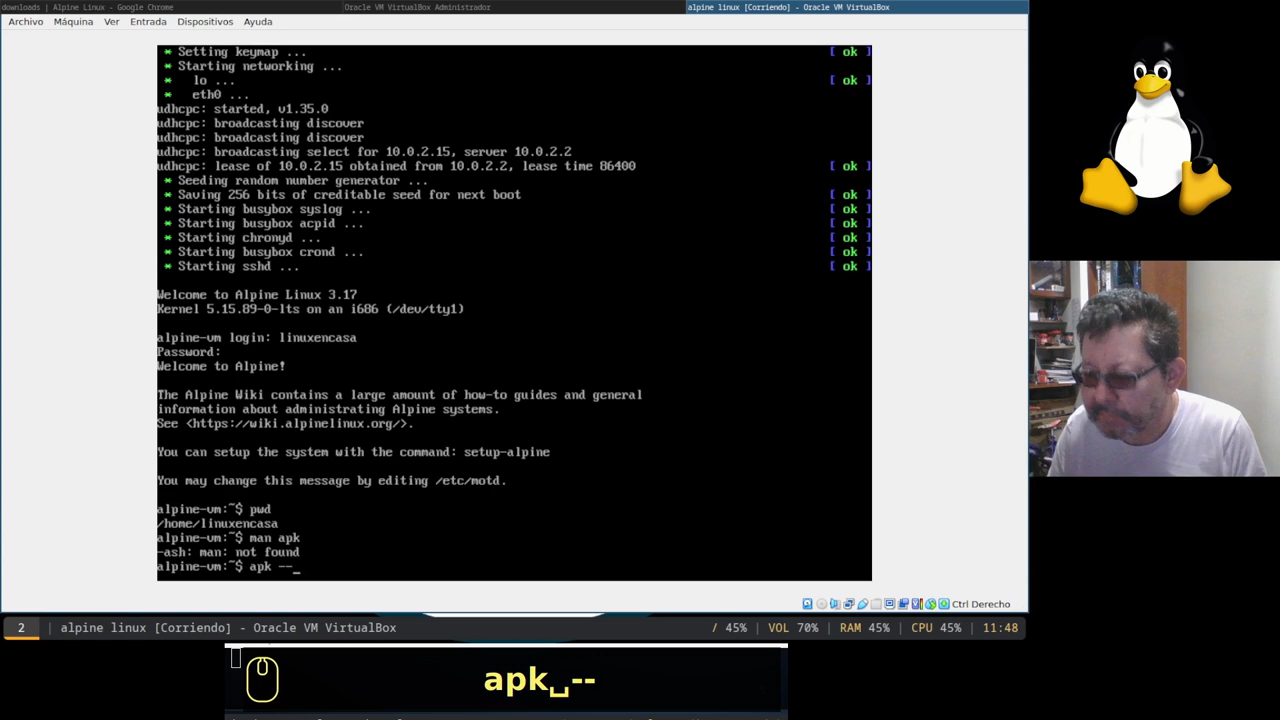 downloads | Alpine Linux - Google Chrome
Oracle VM VirtualBox Administrador
alpine linux [Corriendo] - Oracle VM VirtualBox
Archivo Máquina Ver Entrada Dispositivos Ayuda
* Setting keymap ... [ ok ]
* Starting networking ...
* lo ... [ ok ]
* eth0 ...
udhcpc: started, v1.35.0
udhcpc: broadcasting discover
udhcpc: broadcasting discover
udhcpc: broadcasting select for 10.0.2.15, server 10.0.2.2
udhcpc: lease of 10.0.2.15 obtained from 10.0.2.2, lease time 86400 [ ok ]
* Seeding random number generator ...
* Saving 256 bits of creditable seed for next boot [ ok ]
* Starting busybox syslog ... [ ok ]
* Starting busybox acpid ... [ ok ]
* Starting chronyd ... [ ok ]
* Starting busybox crond ... [ ok ]
* Starting sshd ... [ ok ]
Welcome to Alpine Linux 3.17
Kernel 5.15.89-0-lts on an i686 (/dev/tty1)
alpine-vm login: linuxencasa
Password:
Welcome to Alpine!
The Alpine Wiki contains a large amount of how-to guides and general
information about administrating Alpine systems.
See <https://wiki.alpinelinux.org/>.
You can setup the system with the command: setup-alpine
You may change this message by editing /etc/motd.
alpine-vm:~$ pwd
/home/linuxencasa
alpine-vm:~$ man apk
-ash: man: not found
alpine-vm:~$ apk --_
Ctrl Derecho
2 | alpine linux [Corriendo] - Oracle VM VirtualBox / 45% | VOL 70% | RAM 45% | CPU 45% | 11:48
apk␣--